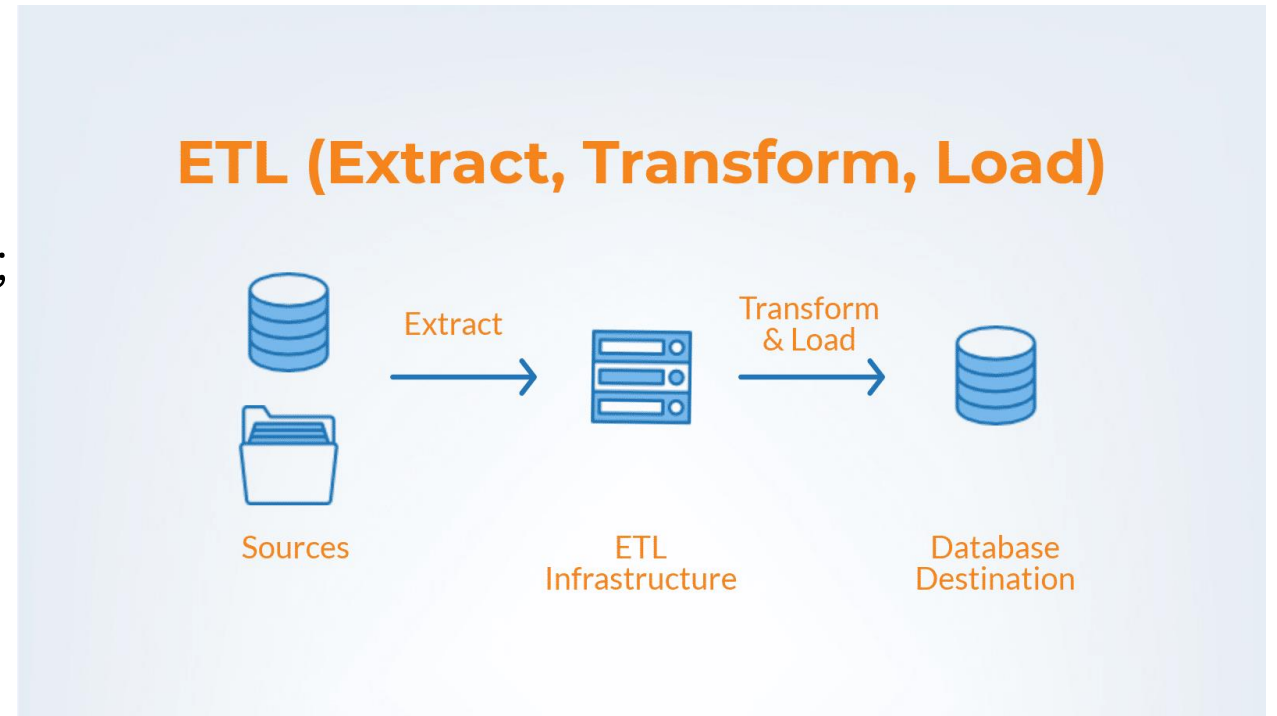 ETL (Extract, Transform, Load)
;
Extract
Transform
& Load
Sources
ETL
Infrastructure
Database
Destination